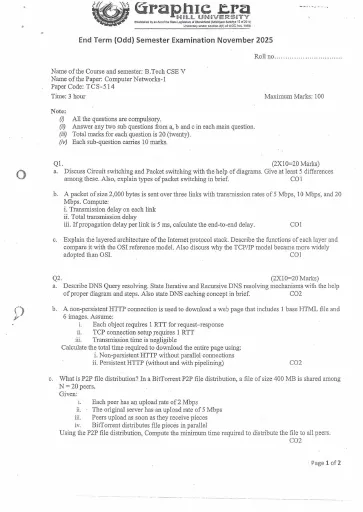 Graphic Era
HILL UNIVERSITY
End Term (Odd) Semester Examination November 2025
Roll no..............................
Name of the Course and semester: B.Tech CSE V
Name of the Paper: Computer Networks-1
Paper Code: TCS-514
Time: 3 hour Maximum Marks: 100
Note:
(i) All the questions are compulsory.
(ii) Answer any two sub questions from a, b and c in each main question.
(iii) Total marks for each question is 20 (twenty).
(iv) Each sub-question carries 10 marks.
Q1. (2X10=20 Marks)
a. Discuss Circuit switching and Packet switching with the help of diagrams. Give at least 5 differences
among these. Also, explain types of packet switching in brief. CO1
b. A packet of size 2,000 bytes is sent over three links with transmission rates of 5 Mbps, 10 Mbps, and 20
Mbps. Compute:
i. Transmission delay on each link
ii. Total transmission delay
iii. If propagation delay per link is 5 ms, calculate the end-to-end delay. CO1
c. Explain the layered architecture of the Internet protocol stack. Describe the functions of each layer and
compare it with the OSI reference model. Also discuss why the TCP/IP model became more widely
adopted than OSI. CO1
Q2. (2X10=20 Marks)
a. Describe DNS Query resolving. State Iterative and Recursive DNS resolving mechanisms with the help
of proper diagram and steps. Also state DNS caching concept in brief. CO2
b. A non-persistent HTTP connection is used to download a web page that includes 1 base HTML file and
6 images. Assume:
i. Each object requires 1 RTT for request-response
ii. TCP connection setup requires 1 RTT
iii. Transmission time is negligible
Calculate the total time required to download the entire page using:
i. Non-persistent HTTP without parallel connections
ii. Persistent HTTP (without and with pipelining) CO2
c. What is P2P file distribution? In a BitTorrent P2P file distribution, a file of size 400 MB is shared among
N = 20 peers.
Given:
i. Each peer has an upload rate of 2 Mbps
ii. The original server has an upload rate of 5 Mbps
iii. Peers upload as soon as they receive pieces
iv. BitTorrent distributes file pieces in parallel
Using the P2P file distribution, Compute the minimum time required to distribute the file to all peers.
CO2
Page 1 of 2